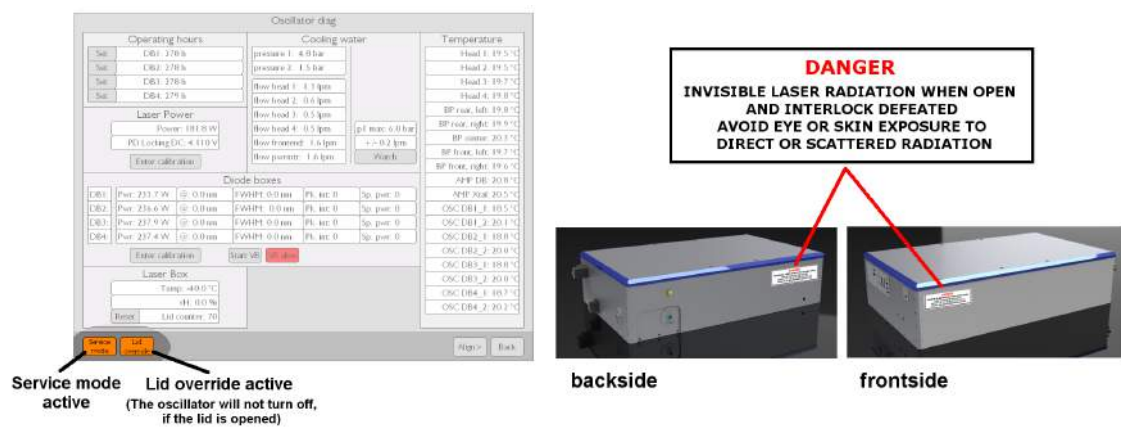 Oscillator diag
Operating hours
Set DB1: 278 h
Set DB2: 278 h
Set DB3: 278 h
Set DB4: 279 h
Laser Power
Power: 181.8 W
PD Locking DC: 4.110 V
Enter calibration
Cooling water
pressure 1: 4.0 bar
pressure 2: 1.5 bar
flow head 1: 1.3 lpm
flow head 2: 0.6 lpm
flow head 3: 0.5 lpm
flow head 4: 0.5 lpm
flow frontend: 1.6 lpm
flow pwrmtr: 1.6 lpm
p1 max: 6.0 bar
+/- 0.2 lpm
Watch
Temperature
Head 1: 19.5 °C
Head 2: 19.5 °C
Head 3: 19.7 °C
Head 4: 19.8 °C
BP rear, left: 19.8 °C
BP rear, right: 19.9 °C
BP center: 20.3 °C
BP front, left: 19.7 °C
BP front, right: 19.6 °C
AMP DB: 20.8 °C
AMP Xtal: 20.5 °C
OSC DB1_1: 18.5 °C
OSC DB1_2: 20.1 °C
OSC DB2_1: 18.8 °C
OSC DB2_2: 20.0 °C
OSC DB3_1: 18.8 °C
OSC DB3_2: 20.0 °C
OSC DB4_1: 18.7 °C
OSC DB4_2: 20.2 °C
Diode boxes
DB1: Pwr: 233.7 W @ 0.0 nm FWHM: 0.0 nm Pk. int: 0 Sp. pwr: 0
DB2: Pwr: 236.6 W @ 0.0 nm FWHM: 0.0 nm Pk. int: 0 Sp. pwr: 0
DB3: Pwr: 237.9 W @ 0.0 nm FWHM: 0.0 nm Pk. int: 0 Sp. pwr: 0
DB4: Pwr: 237.4 W @ 0.0 nm FWHM: 0.0 nm Pk. int: 0 Sp. pwr: 0
Enter calibration Start VB
Laser Box
Temp: -40.0 °C
rH: 0.0 %
Reset Lid counter: 70
Service
mode
Lid
override
Align > Back
Service mode
active
Lid override active
(The oscillator will not turn off,
if the lid is opened)
DANGER
INVISIBLE LASER RADIATION WHEN OPEN
AND INTERLOCK DEFEATED
AVOID EYE OR SKIN EXPOSURE TO
DIRECT OR SCATTERED RADIATION
backside
frontside